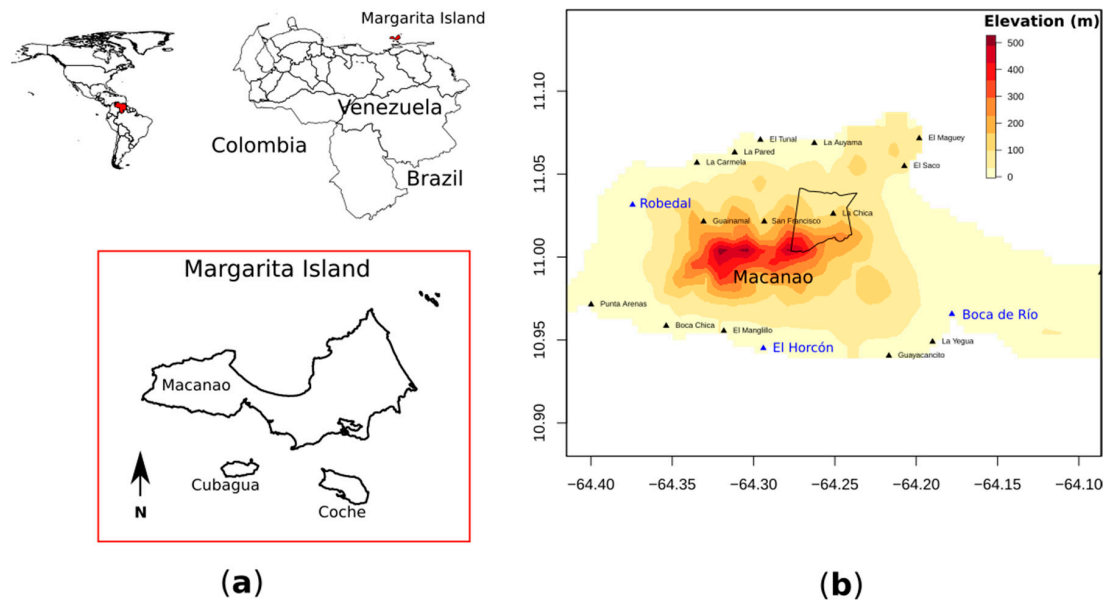 Margarita Island
Venezuela
Colombia
Brazil
Margarita Island
Macanao
Cubagua
Coche
N
(a)
Elevation (m)
500
400
300
200
100
0
11.10
11.05
11.00
10.95
10.90
El Maguey
El Tunal
La Auyama
La Pared
La Carmela
El Saco
Robedal
La Chica
Guainamal
San Francisco
Macanao
Punta Arenas
Boca de Río
Boca Chica
El Manglillo
El Horcón
La Yegua
Guayacancito
−64.40
−64.35
−64.30
−64.25
−64.20
−64.15
−64.10
(b)